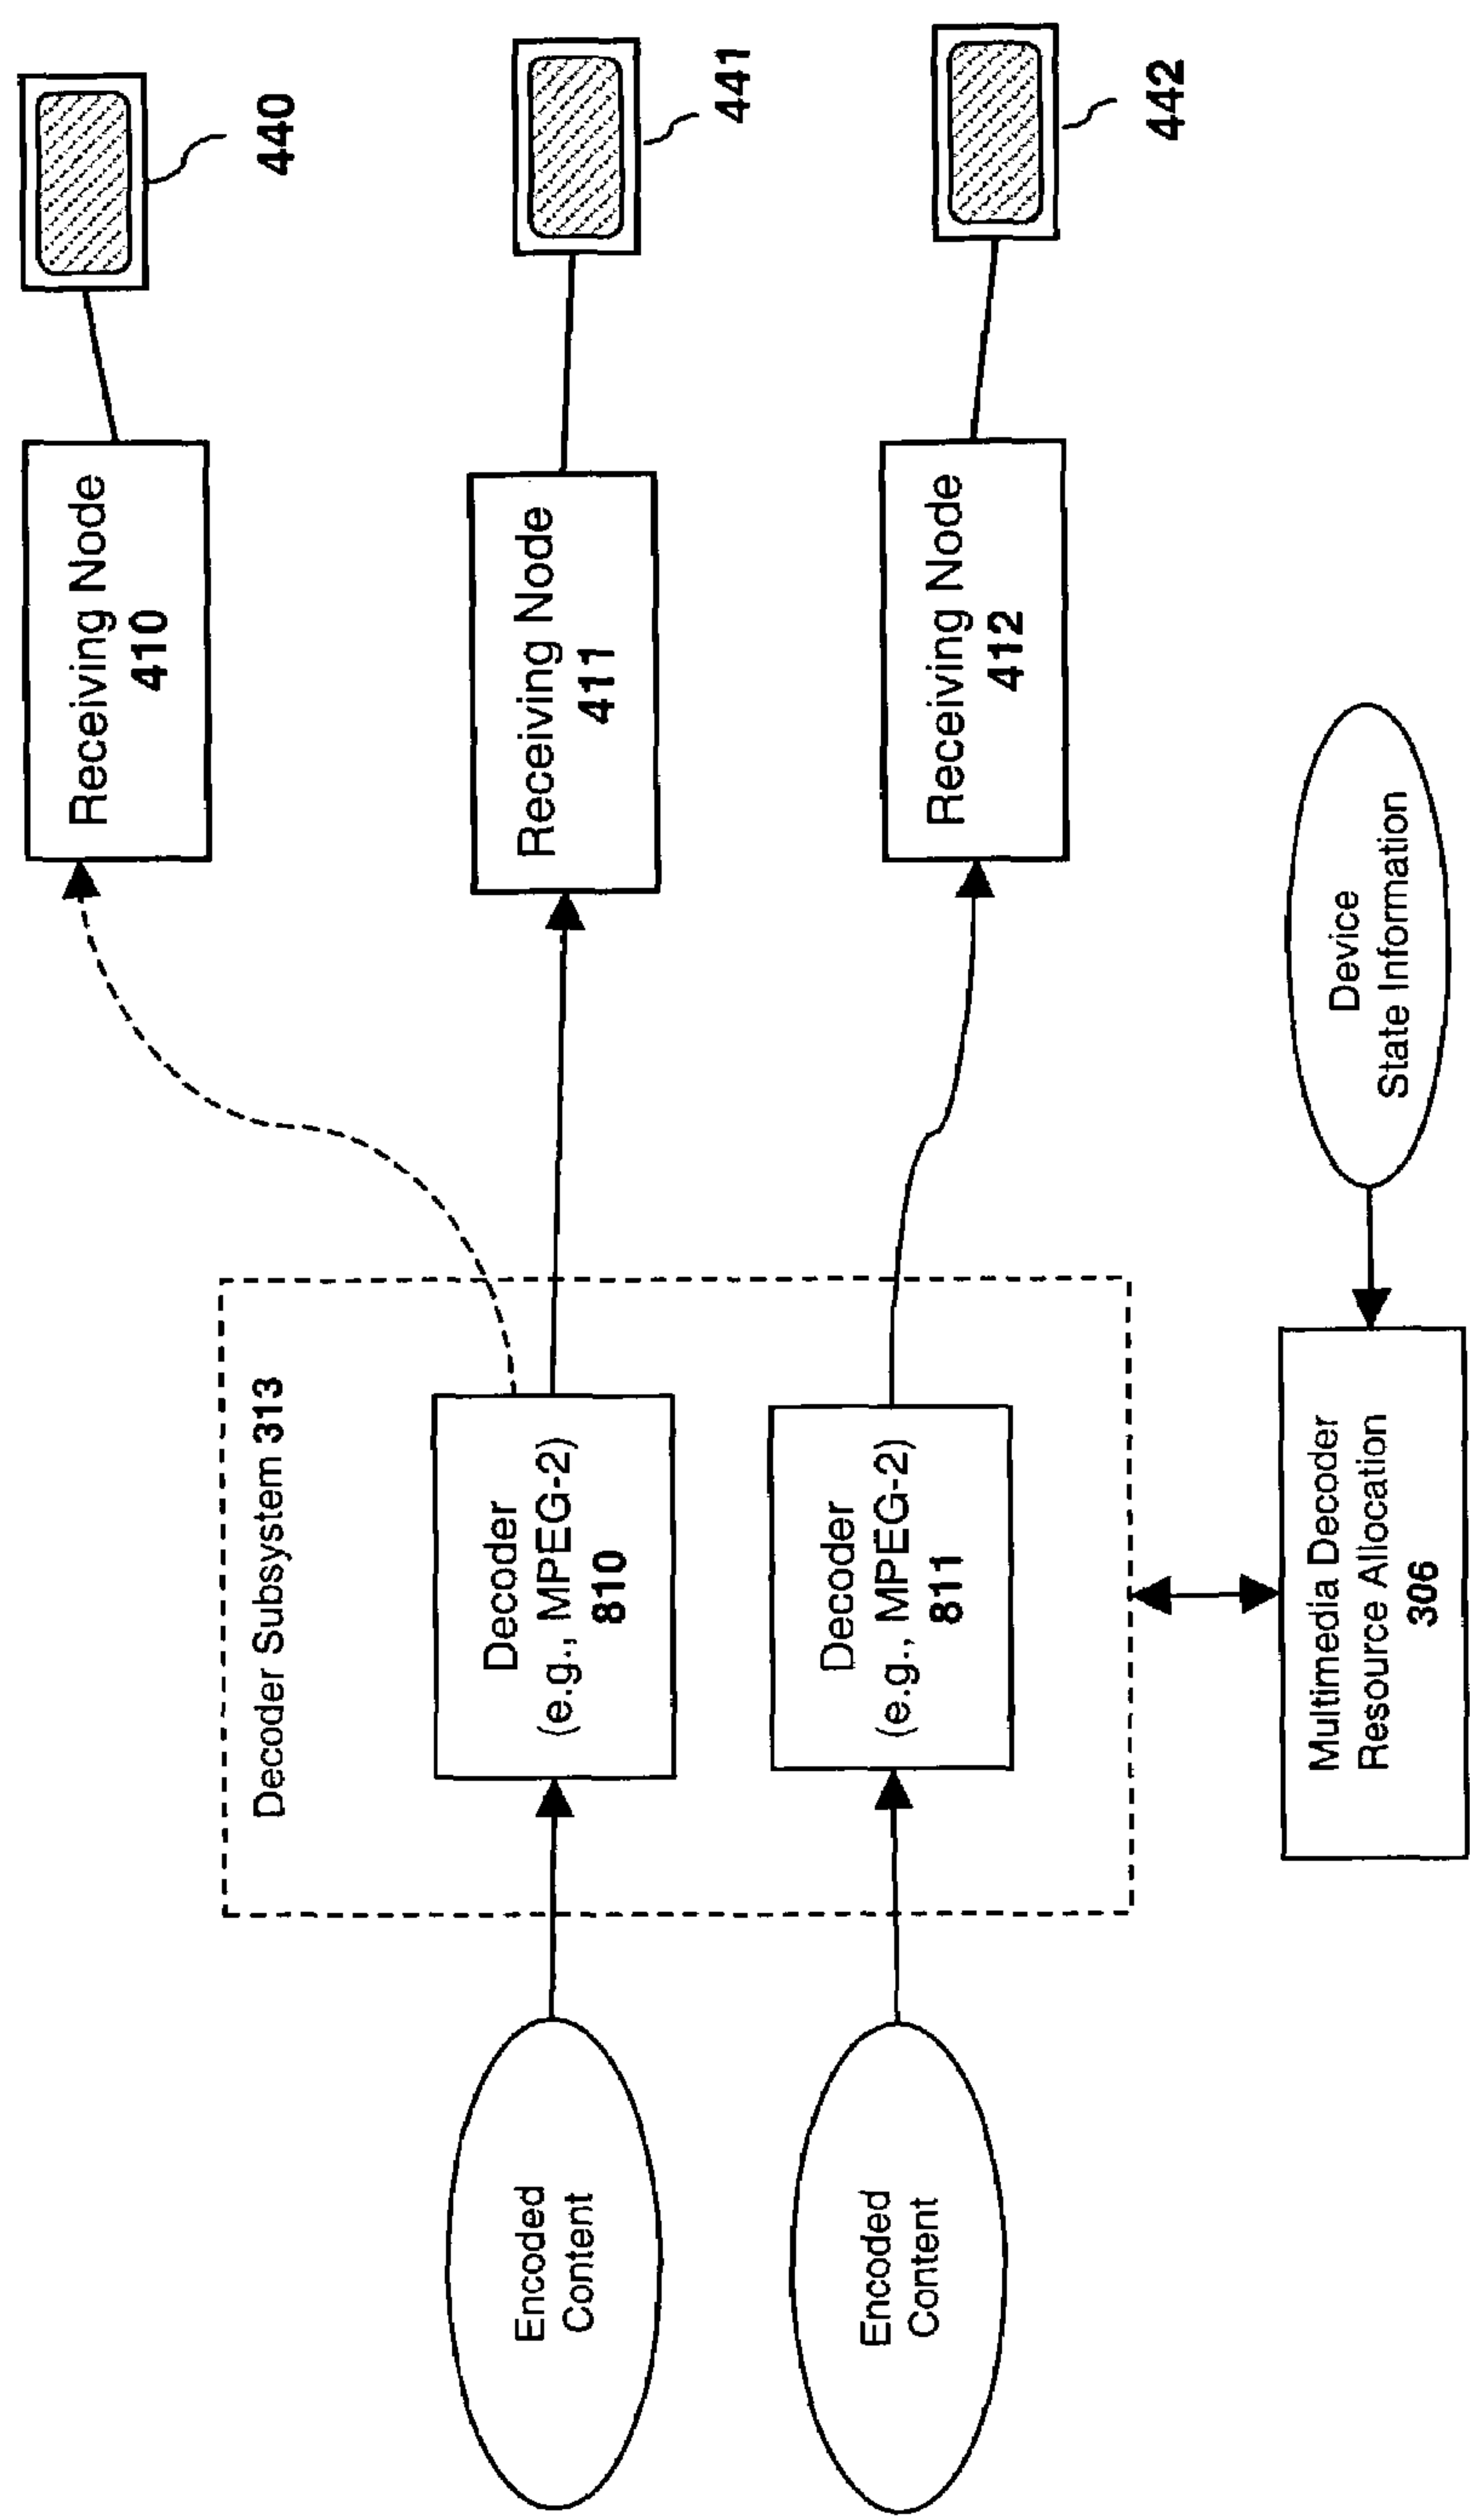 Encoded
Content
Encoded
Content
Decoder Subsystem 313
Decoder
(e.g., MPEG-2)
810
Decoder
(e.g., MPEG-2)
811
Multimedia Decoder
Resource Allocation
306
Device
State Information
Receiving Node
410
Receiving Node
411
Receiving Node
412
440
441
442